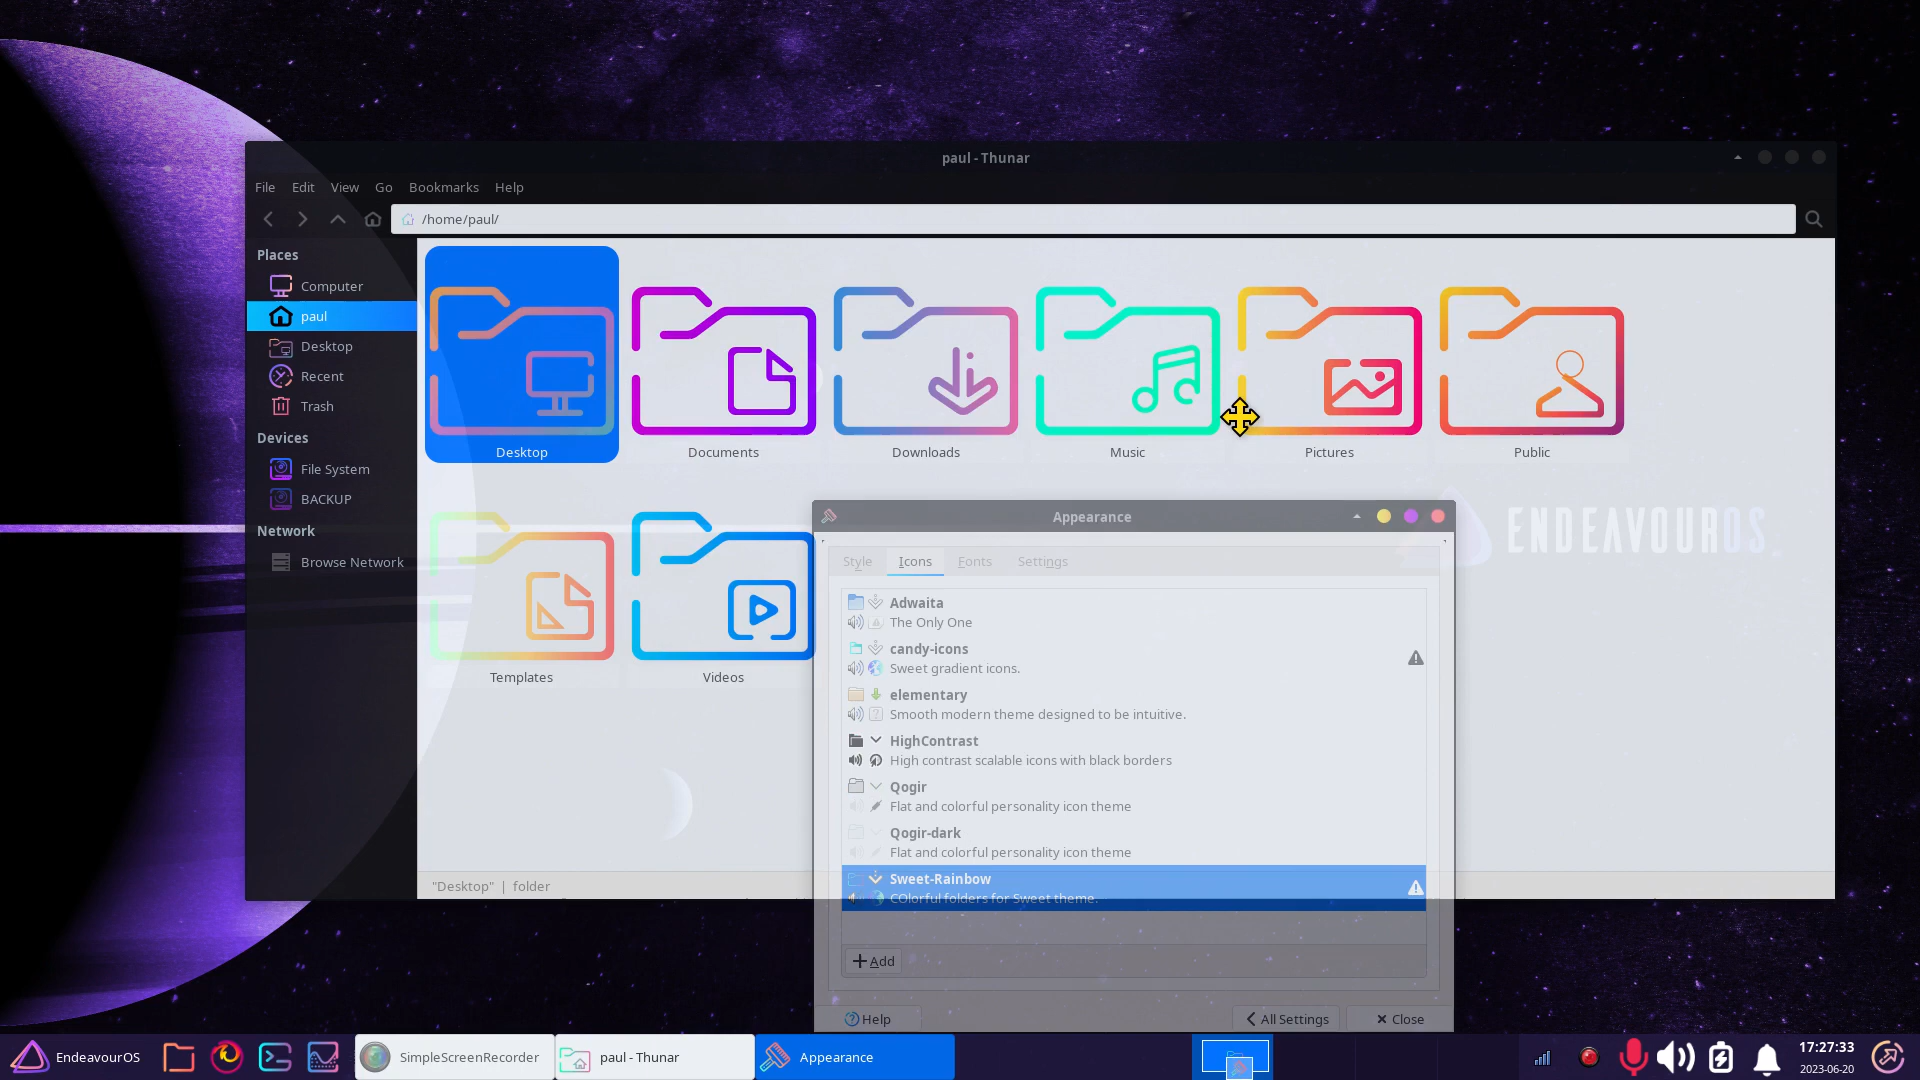 paul - Thunar
File Edit View Go Bookmarks Help
/home/paul/
Places
Computer
paul
Desktop
Recent
Trash
Devices
File System
BACKUP
Network
Browse Network
Desktop Documents Downloads Music Pictures Public
Templates Videos
"Desktop" | folder
ENDEAVOUROS
Appearance
Style Icons Fonts Settings
Adwaita
The Only One
candy-icons
Sweet gradient icons.
elementary
Smooth modern theme designed to be intuitive.
HighContrast
High contrast scalable icons with black borders
Qogir
Flat and colorful personality icon theme
Qogir-dark
Flat and colorful personality icon theme
Sweet-Rainbow
COlorful folders for Sweet theme.
Add
Help All Settings Close
EndeavourOS SimpleScreenRecorder paul - Thunar Appearance
17:27:33
2023-06-20